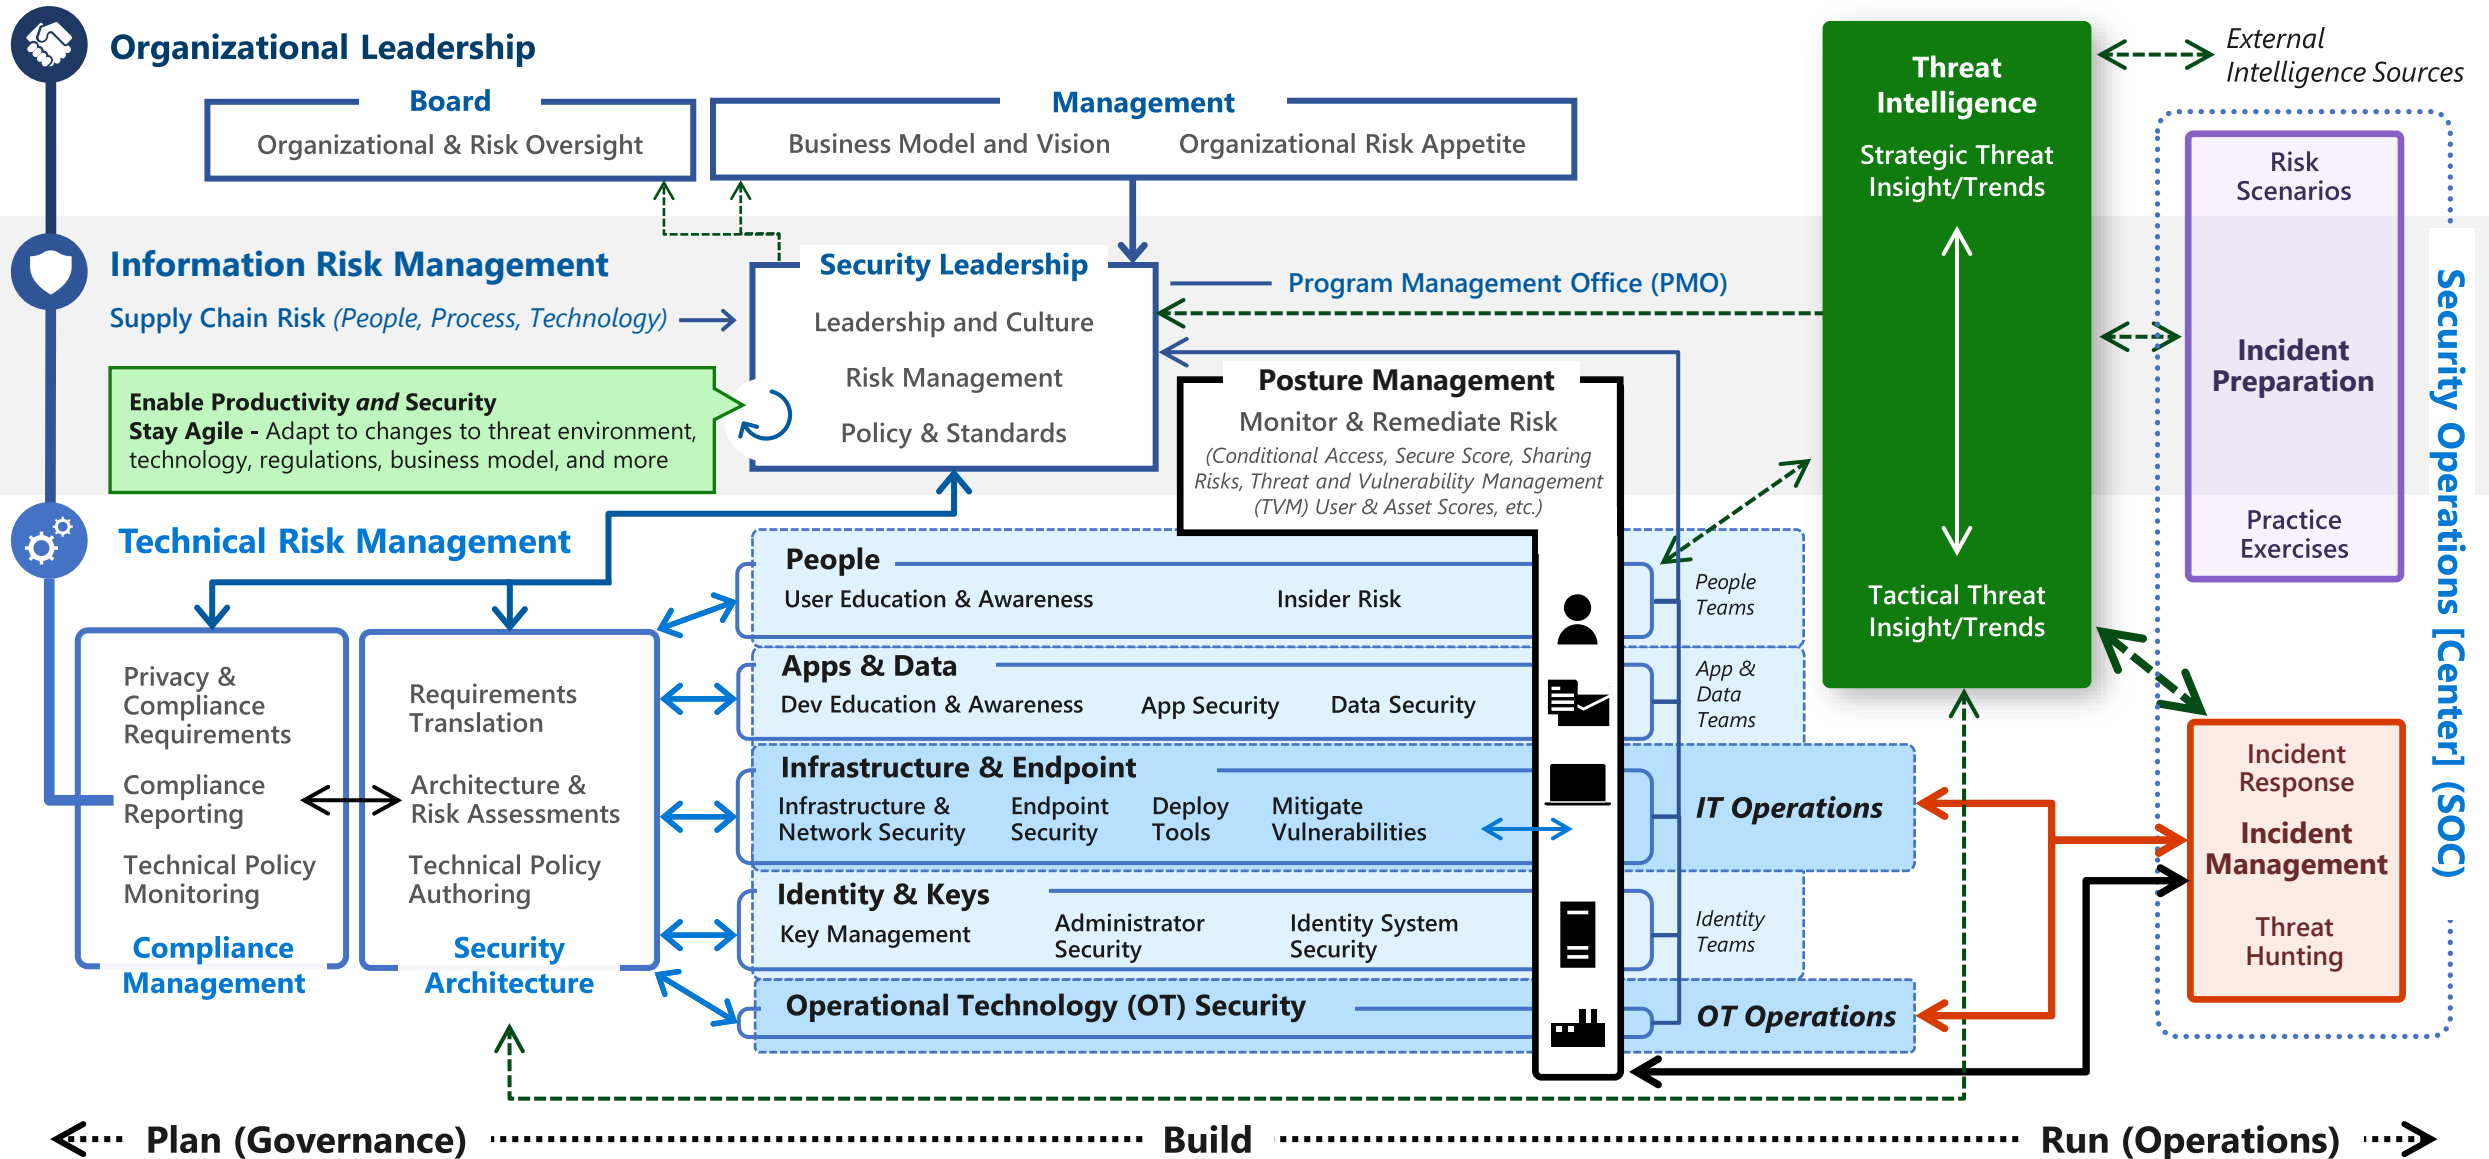 Organizational Leadership
Board
Organizational & Risk Oversight
Management
Business Model and Vision
Organizational Risk Appetite
Threat
Intelligence
Strategic Threat
Insight/Trends
Tactical Threat
Insight/Trends
External
Intelligence Sources
Information Risk Management
Supply Chain Risk (People, Process, Technology)
Enable Productivity and Security
Stay Agile - Adapt to changes to threat environment,
technology, regulations, business model, and more
Security Leadership
Leadership and Culture
Risk Management
Policy & Standards
Program Management Office (PMO)
Posture Management
Monitor & Remediate Risk
(Conditional Access, Secure Score, Sharing
Risks, Threat and Vulnerability Management
(TVM) User & Asset Scores, etc.)
Risk
Scenarios
Incident
Preparation
Practice
Exercises
Security Operations [Center] (SOC)
Technical Risk Management
Privacy &
Compliance
Requirements
Compliance
Reporting
Technical Policy
Monitoring
Compliance
Management
Requirements
Translation
Architecture &
Risk Assessments
Technical Policy
Authoring
Security
Architecture
People
User Education & Awareness
Insider Risk
People
Teams
Apps & Data
Dev Education & Awareness
App Security
Data Security
App &
Data
Teams
Infrastructure & Endpoint
Infrastructure &
Network Security
Endpoint
Security
Deploy
Tools
Mitigate
Vulnerabilities
IT Operations
Identity & Keys
Key Management
Administrator
Security
Identity System
Security
Identity
Teams
Operational Technology (OT) Security
OT Operations
Incident
Response
Incident
Management
Threat
Hunting
Plan (Governance)
Build
Run (Operations)